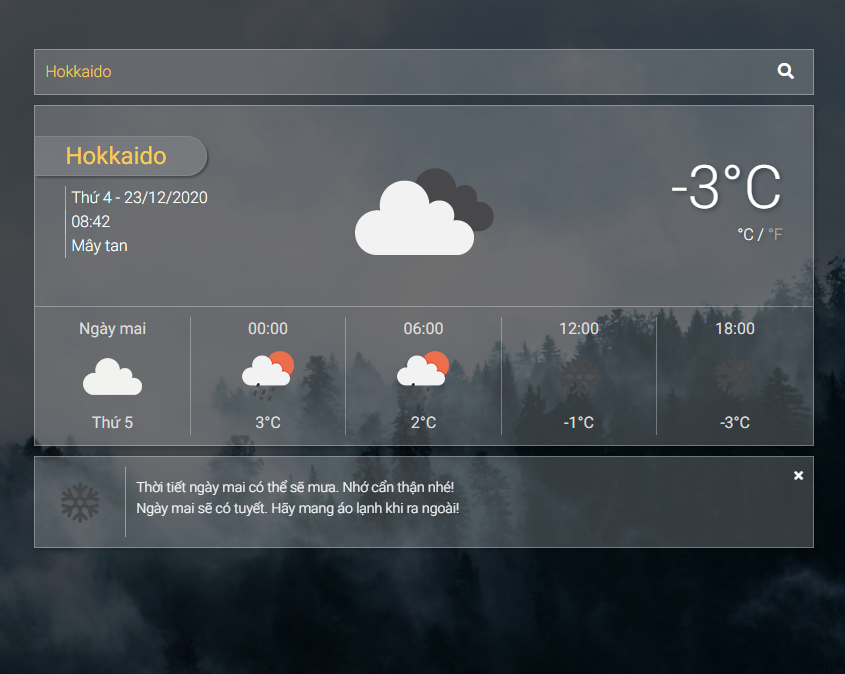 Hokkaido
Hokkaido
Thứ 4 - 23/12/2020
08:42
Mây tan
-3°C
°C / °F
Ngày mai
Thứ 5
00:00
3°C
06:00
2°C
12:00
-1°C
18:00
-3°C
Thời tiết ngày mai có thể sẽ mưa. Nhớ cẩn thận nhé!
Ngày mai sẽ có tuyết. Hãy mang áo lạnh khi ra ngoài!